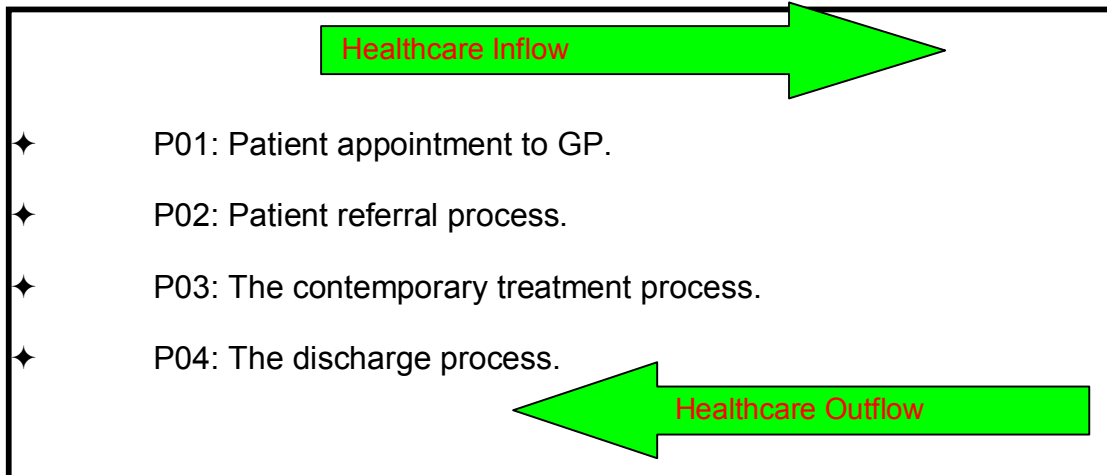 Healthcare Inflow
✦ P01: Patient appointment to GP.
✦ P02: Patient referral process.
✦ P03: The contemporary treatment process.
✦ P04: The discharge process.
Healthcare Outflow